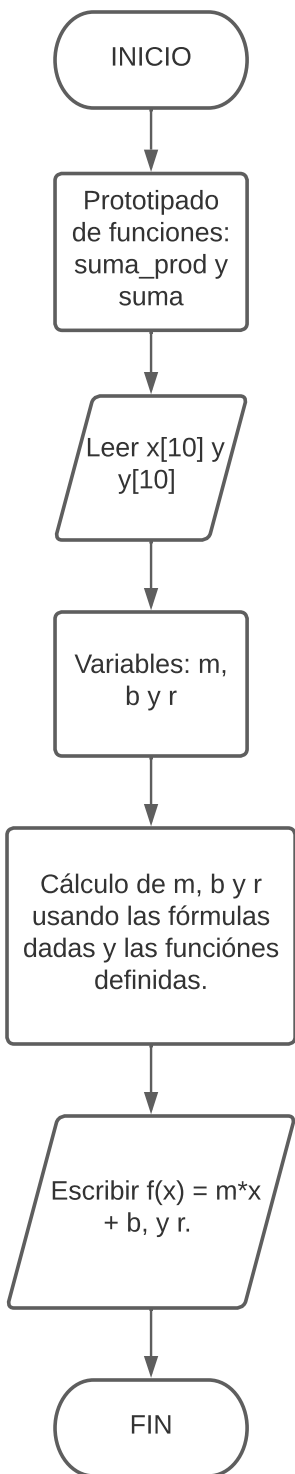 INICIO
Prototipado
de funciones:
suma_prod y
suma
Leer x[10] y
y[10]
Variables: m,
b y r
Cálculo de m, b y r
usando las fórmulas
dadas y las funciónes
definidas.
Escribir f(x) = m*x
+ b, y r.
FIN